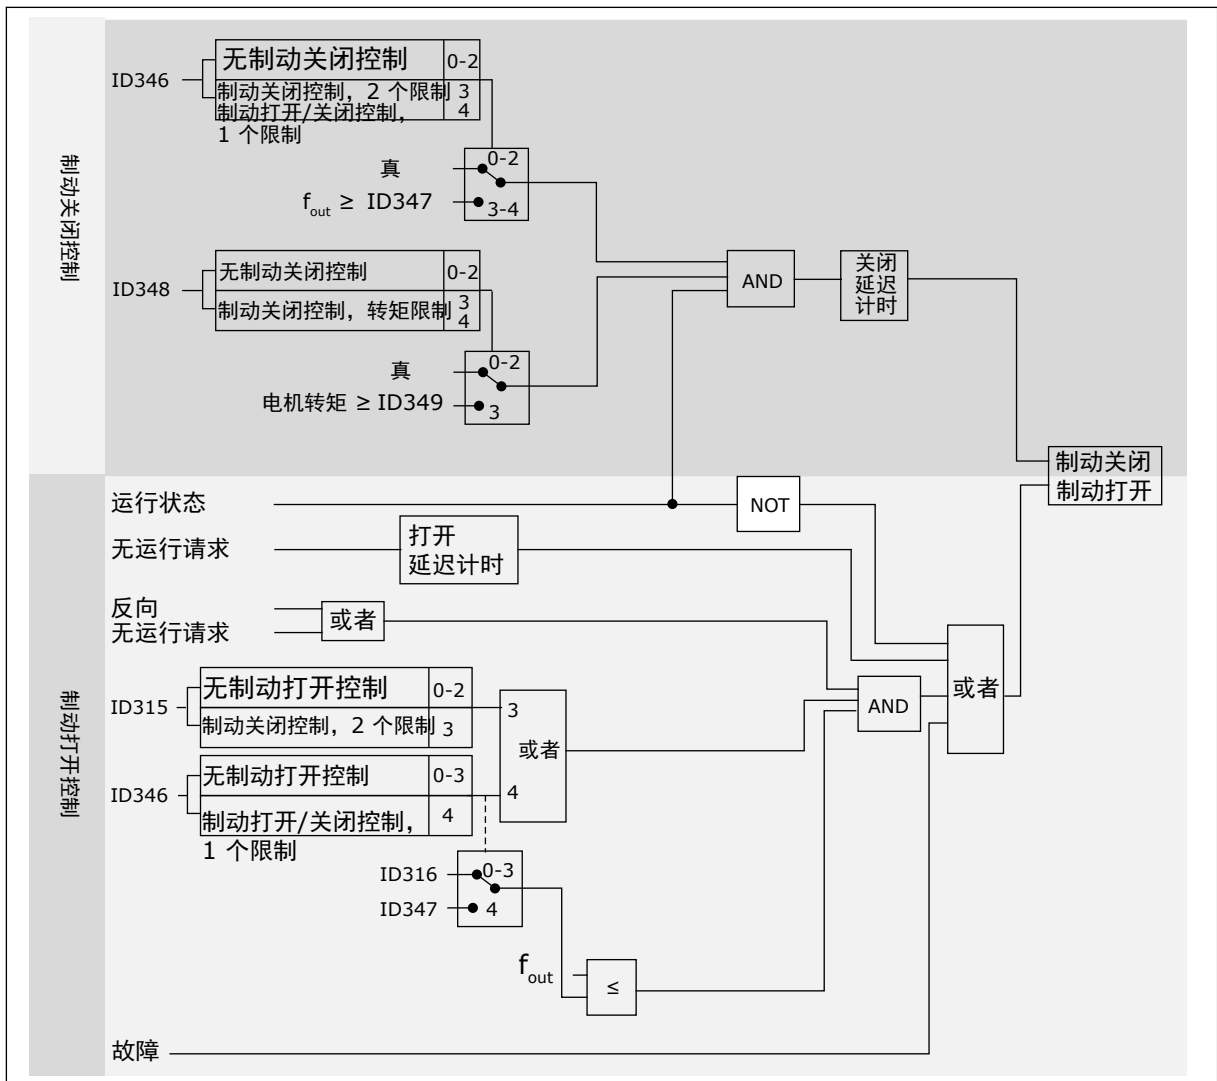 制动关闭控制
ID346
无制动关闭控制
0-2
制动关闭控制，2 个限制
3
制动打开/关闭控制，
4
1 个限制
真
0-2
f_out ≥ ID347
3-4
ID348
无制动关闭控制
0-2
制动关闭控制，转矩限制
3
4
真
0-2
电机转矩 ≥ ID349
3
AND
关闭
延迟
计时
制动关闭
制动打开
制动打开控制
运行状态
NOT
无运行请求
打开
延迟计时
反向
无运行请求
或者
ID315
无制动打开控制
0-2
制动关闭控制，2 个限制
3
3
或者
4
ID346
无制动打开控制
0-3
制动打开/关闭控制，
4
1 个限制
ID316
0-3
ID347
4
f_out
≤
AND
或者
故障